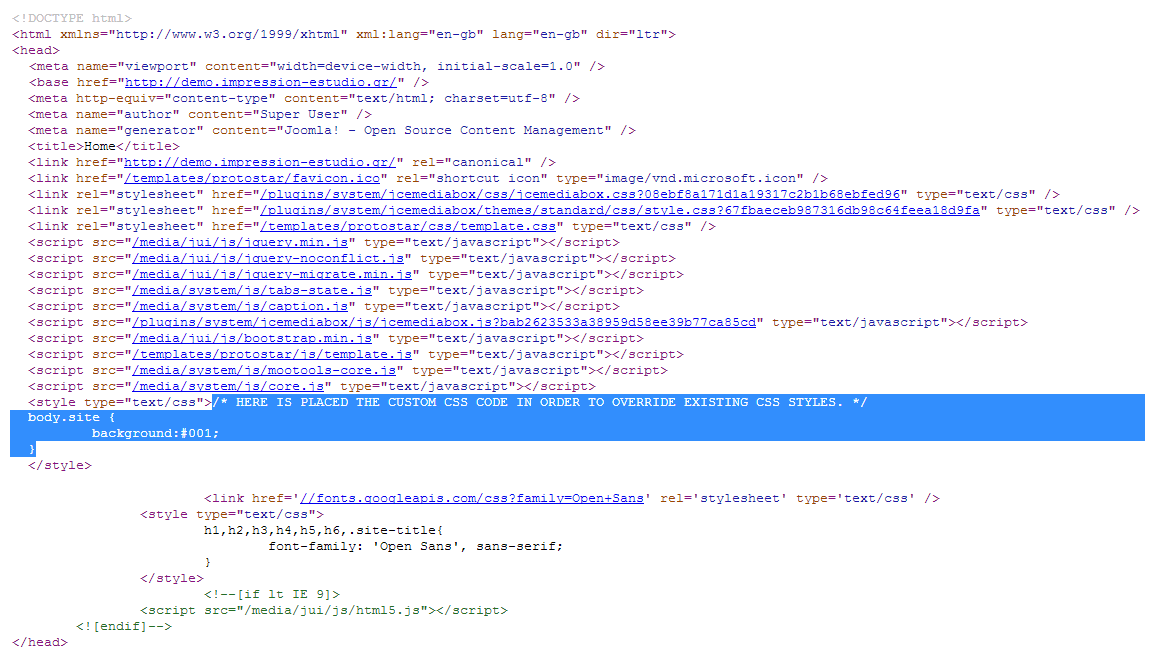 <!DOCTYPE html>
<html xmlns="http://www.w3.org/1999/xhtml" xml:lang="en-gb" lang="en-gb" dir="ltr">
<head>
<meta name="viewport" content="width=device-width, initial-scale=1.0" />
<base href="http://demo.impression-estudio.gr/" />
<meta http-equiv="content-type" content="text/html; charset=utf-8" />
<meta name="author" content="Super User" />
<meta name="generator" content="Joomla! - Open Source Content Management" />
<title>Home</title>
<link href="http://demo.impression-estudio.gr/" rel="canonical" />
<link href="/templates/protostar/favicon.ico" rel="shortcut icon" type="image/vnd.microsoft.icon" />
<link rel="stylesheet" href="/plugins/system/jcemediabox/css/jcemediabox.css?08ebf8a171d1a19317c2b1b68ebfed96" type="text/css" />
<link rel="stylesheet" href="/plugins/system/jcemediabox/themes/standard/css/style.css?67fbaeceb987316db98c64feea18d9fa" type="text/css" />
<link rel="stylesheet" href="/templates/protostar/css/template.css" type="text/css" />
<script src="/media/jui/js/jquery.min.js" type="text/javascript"></script>
<script src="/media/jui/js/jquery-noconflict.js" type="text/javascript"></script>
<script src="/media/jui/js/jquery-migrate.min.js" type="text/javascript"></script>
<script src="/media/system/js/tabs-state.js" type="text/javascript"></script>
<script src="/media/system/js/caption.js" type="text/javascript"></script>
<script src="/plugins/system/jcemediabox/js/jcemediabox.js?bab2623533a38959d58ee39b77ca85cd" type="text/javascript"></script>
<script src="/media/jui/js/bootstrap.min.js" type="text/javascript"></script>
<script src="/templates/protostar/js/template.js" type="text/javascript"></script>
<script src="/media/system/js/mootools-core.js" type="text/javascript"></script>
<script src="/media/system/js/core.js" type="text/javascript"></script>
<style type="text/css">/* HERE IS PLACED THE CUSTOM CSS CODE IN ORDER TO OVERRIDE EXISTING CSS STYLES. */
body.site {
background:#001;
}
</style>
<link href='//fonts.googleapis.com/css?family=Open+Sans' rel='stylesheet' type='text/css' />
<style type="text/css">
h1,h2,h3,h4,h5,h6,.site-title{
font-family: 'Open Sans', sans-serif;
}
</style>
<!--[if lt IE 9]>
<script src="/media/jui/js/html5.js"></script>
<![endif]-->
</head>